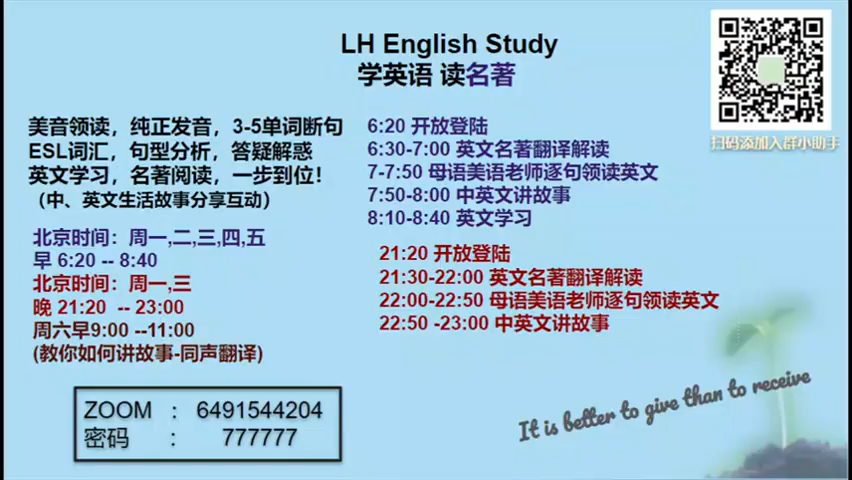 LH English Study
学英语 读名著
扫码添加入群小助手
美音领读，纯正发音，3-5单词断句
ESL词汇，句型分析，答疑解惑
英文学习，名著阅读，一步到位！
（中、英文生活故事分享互动）
北京时间：周一,二,三,四,五
早 6:20 -- 8:40
北京时间：周一,三
晚 21:20 -- 23:00
周六早9:00 --11:00
(教你如何讲故事-同声翻译)
6:20 开放登陆
6:30-7:00 英文名著翻译解读
7-7:50 母语美语老师逐句领读英文
7:50-8:00 中英文讲故事
8:10-8:40 英文学习
21:20 开放登陆
21:30-22:00 英文名著翻译解读
22:00-22:50 母语美语老师逐句领读英文
22:50 -23:00 中英文讲故事
ZOOM ： 6491544204
密码 ： 777777
It is better to give than to receive